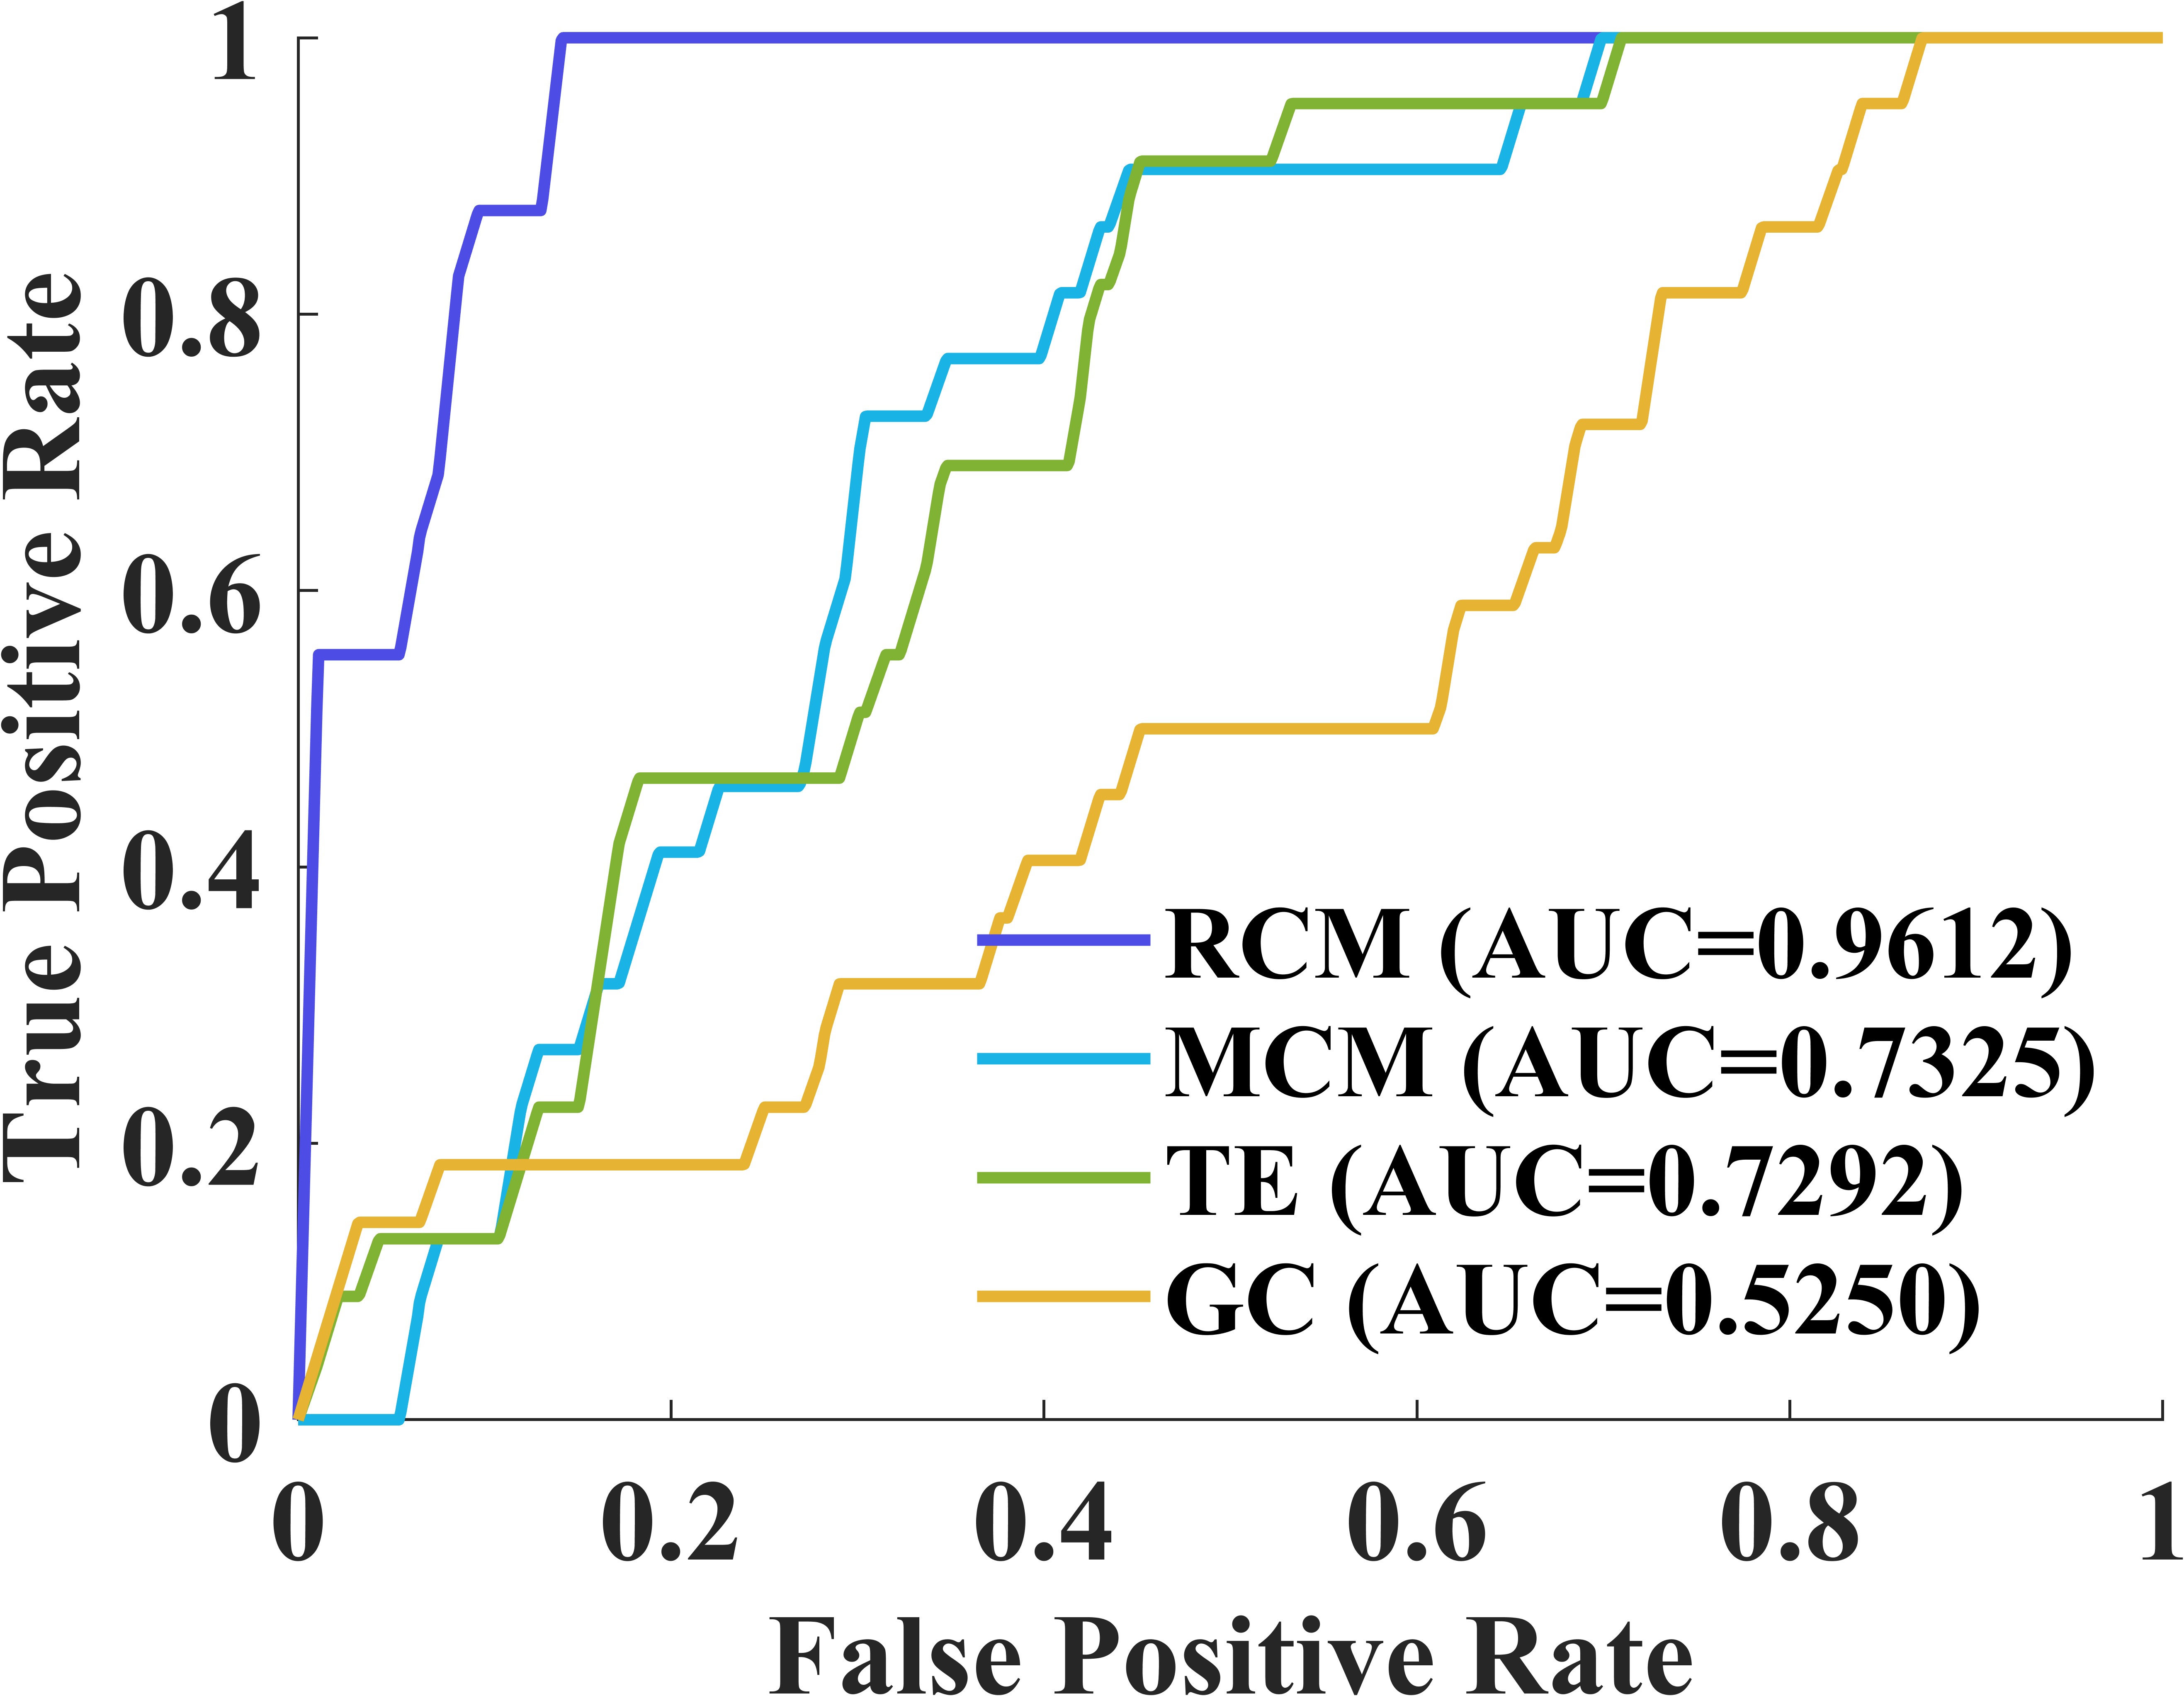 True Positive Rate
1
0.8
0.6
0.4
0.2
0
RCM (AUC=0.9612)
MCM (AUC=0.7325)
TE (AUC=0.7292)
GC (AUC=0.5250)
0 0.2 0.4 0.6 0.8 1
False Positive Rate